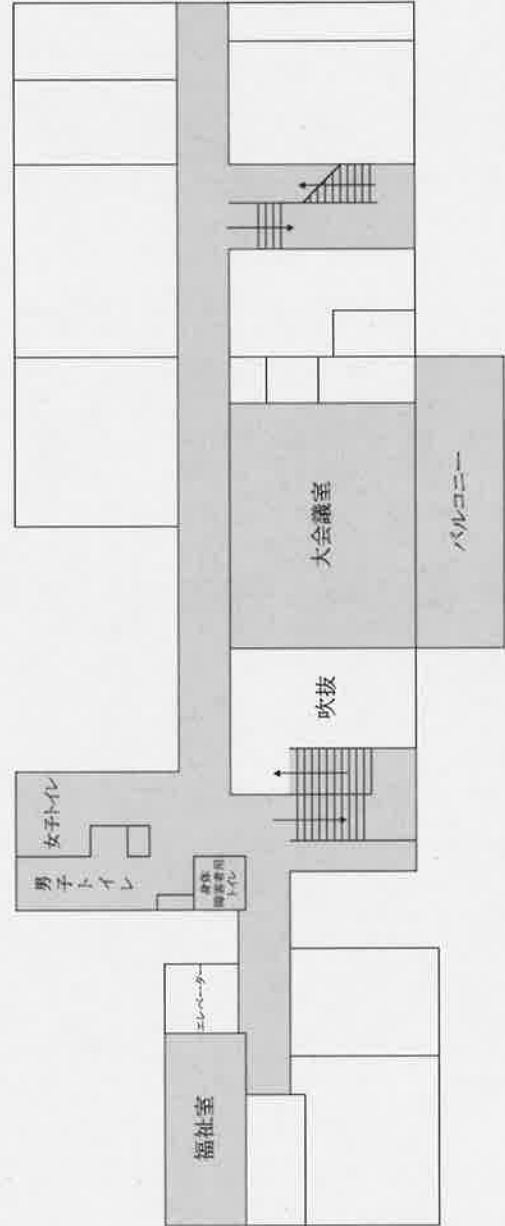 福祉室
エレベーター
男子
トイレ
女子トイレ
身体
障害者用
トイレ
吹抜
大会議室
バルコニー